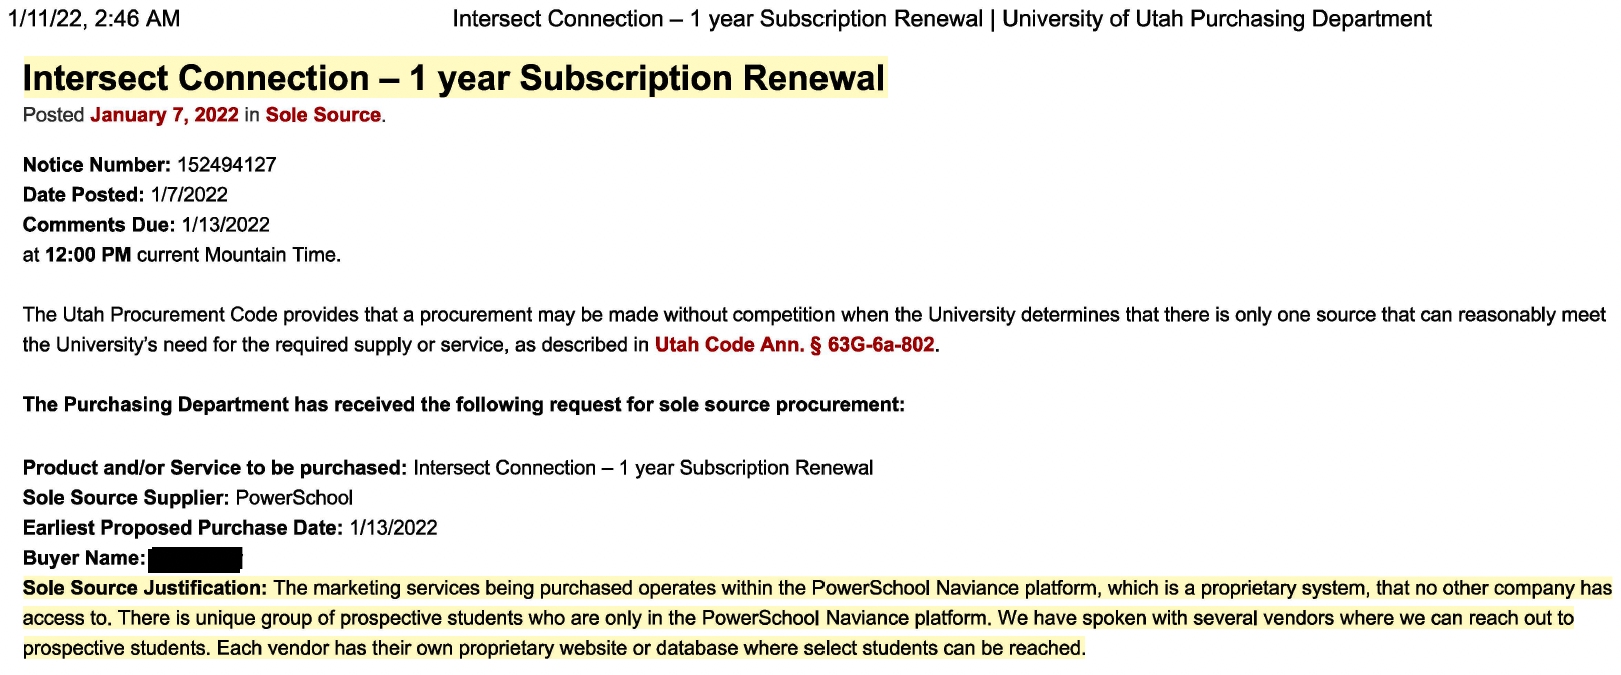 1/11/22, 2:46 AM Intersect Connection – 1 year Subscription Renewal | University of Utah Purchasing Department
Intersect Connection – 1 year Subscription Renewal
Posted January 7, 2022 in Sole Source.
Notice Number: 152494127
Date Posted: 1/7/2022
Comments Due: 1/13/2022
at 12:00 PM current Mountain Time.
The Utah Procurement Code provides that a procurement may be made without competition when the University determines that there is only one source that can reasonably meet
the University's need for the required supply or service, as described in Utah Code Ann. § 63G-6a-802.
The Purchasing Department has received the following request for sole source procurement:
Product and/or Service to be purchased: Intersect Connection – 1 year Subscription Renewal
Sole Source Supplier: PowerSchool
Earliest Proposed Purchase Date: 1/13/2022
Buyer Name:
Sole Source Justification: The marketing services being purchased operates within the PowerSchool Naviance platform, which is a proprietary system, that no other company has
access to. There is unique group of prospective students who are only in the PowerSchool Naviance platform. We have spoken with several vendors where we can reach out to
prospective students. Each vendor has their own proprietary website or database where select students can be reached.